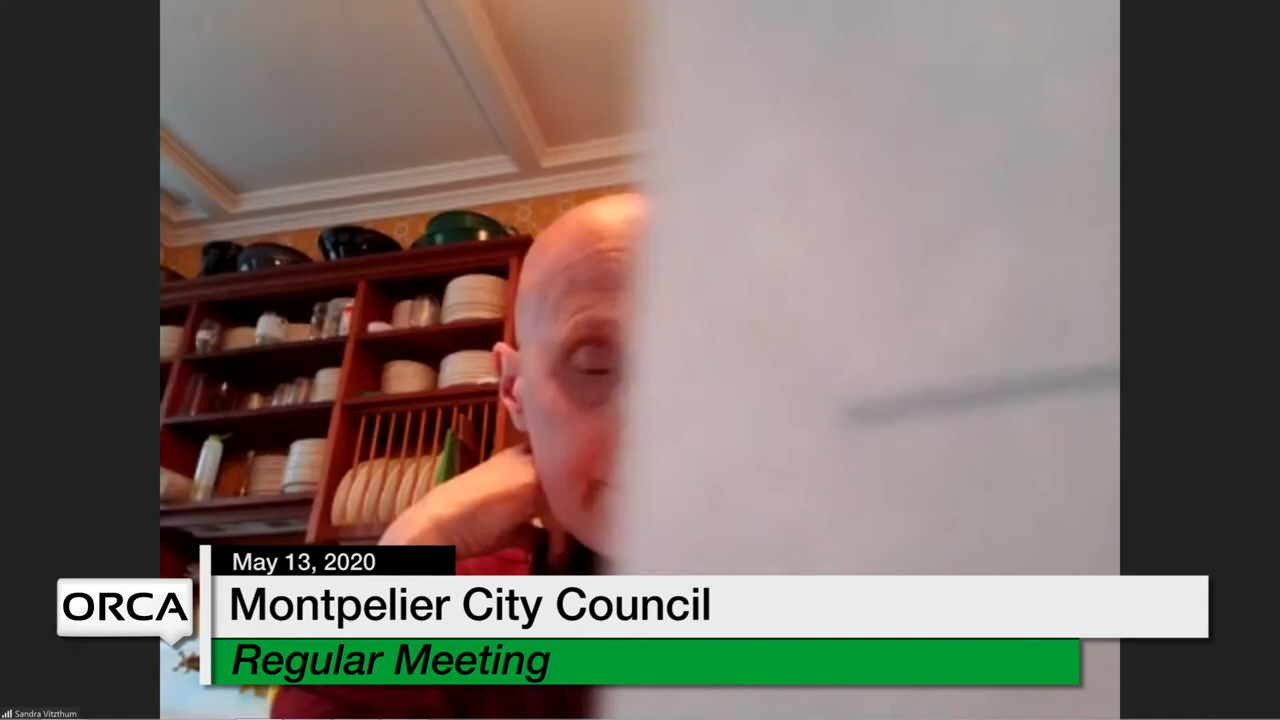 May 13, 2020
ORCA
Montpelier City Council
Regular Meeting
Sandra Vitzthum